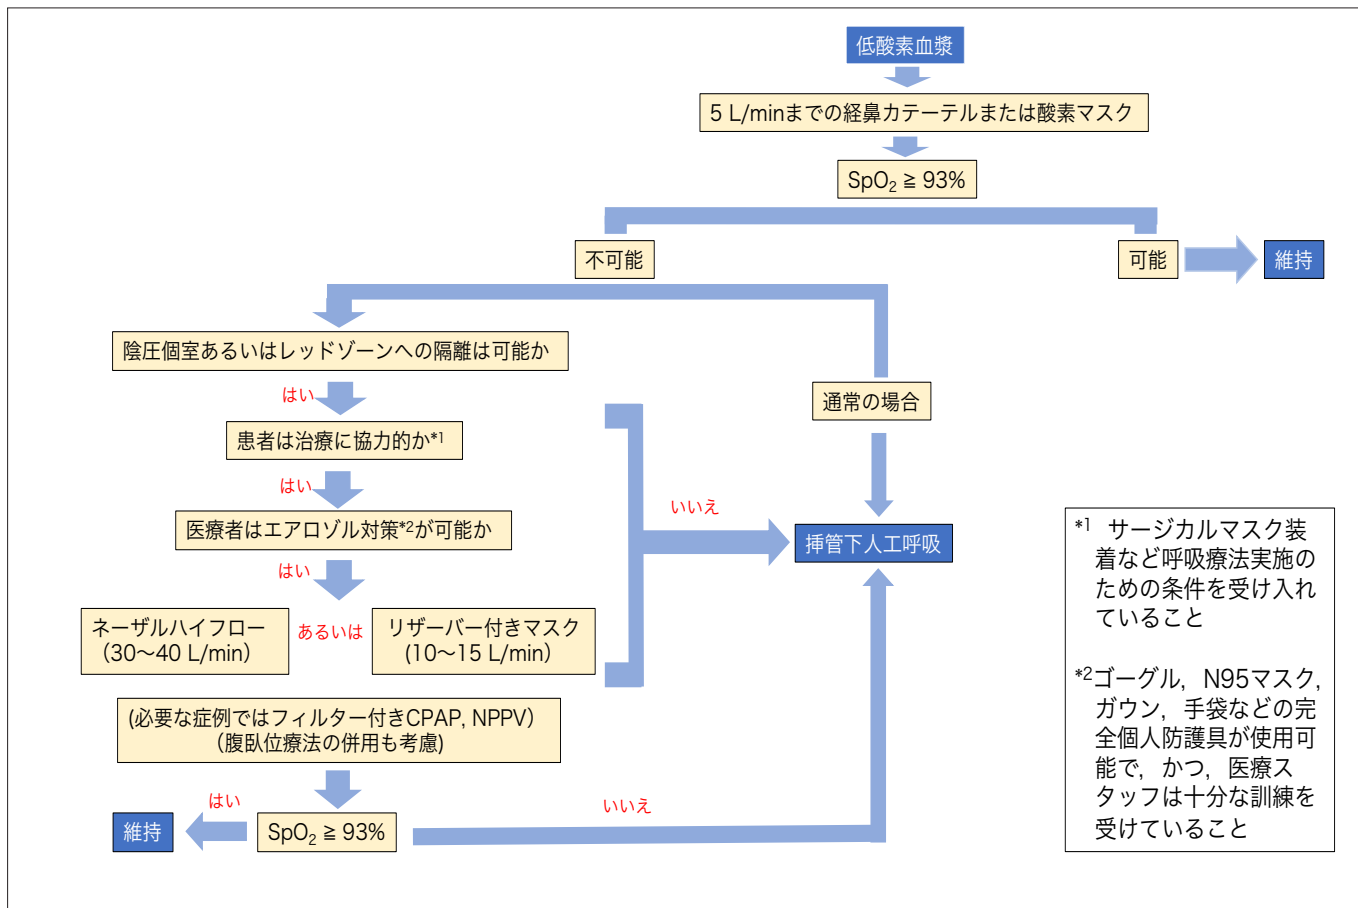 低酸素血漿
5 L/minまでの経鼻カテーテルまたは酸素マスク
SpO₂ ≧ 93%
不可能
可能
維持
陰圧個室あるいはレッドゾーンへの隔離は可能か
はい
通常の場合
患者は治療に協力的か*1
はい
医療者はエアロゾル対策*2が可能か
いいえ
挿管下人工呼吸
はい
ネーザルハイフロー
（30〜40 L/min）
あるいは
リザーバー付きマスク
(10〜15 L/min）
(必要な症例ではフィルター付きCPAP, NPPV）
（腹臥位療法の併用も考慮)
はい
いいえ
維持
SpO₂ ≧ 93%
*1 サージカルマスク装
着など呼吸療法実施の
ための条件を受け入れ
ていること
*2ゴーグル，N95マスク，
ガウン，手袋などの完
全個人防護具が使用可
能で，かつ，医療ス
タッフは十分な訓練を
受けていること